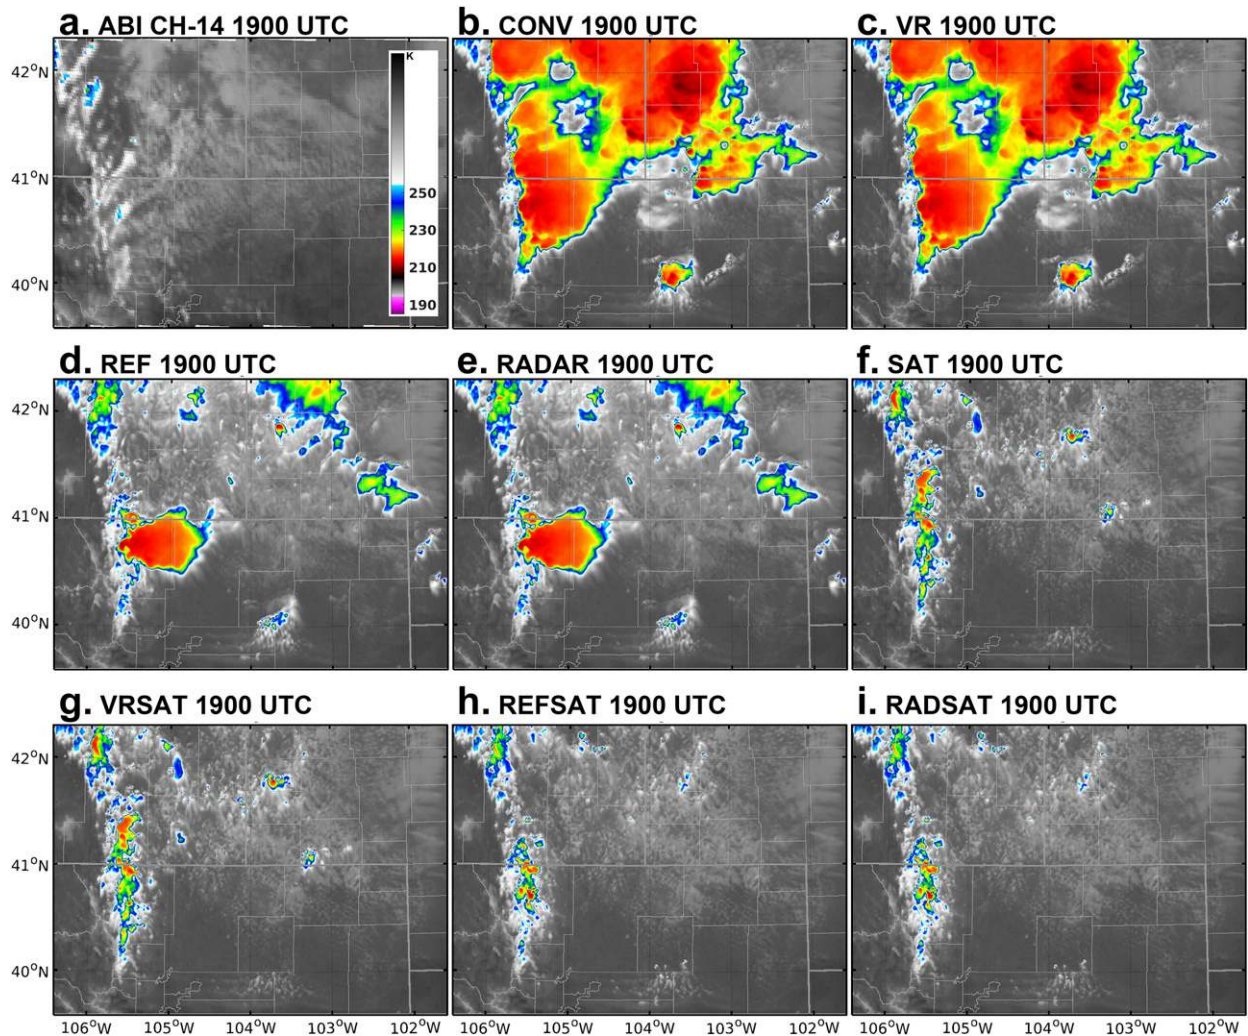 a. ABI CH-14 1900 UTC
b. CONV 1900 UTC
c. VR 1900 UTC
K
250
230
210
190
42°N
41°N
40°N
d. REF 1900 UTC
e. RADAR 1900 UTC
f. SAT 1900 UTC
42°N
41°N
40°N
g. VRSAT 1900 UTC
h. REFSAT 1900 UTC
i. RADSAT 1900 UTC
42°N
41°N
40°N
106°W 105°W 104°W 103°W 102°W 106°W 105°W 104°W 103°W 102°W 106°W 105°W 104°W 103°W 102°W